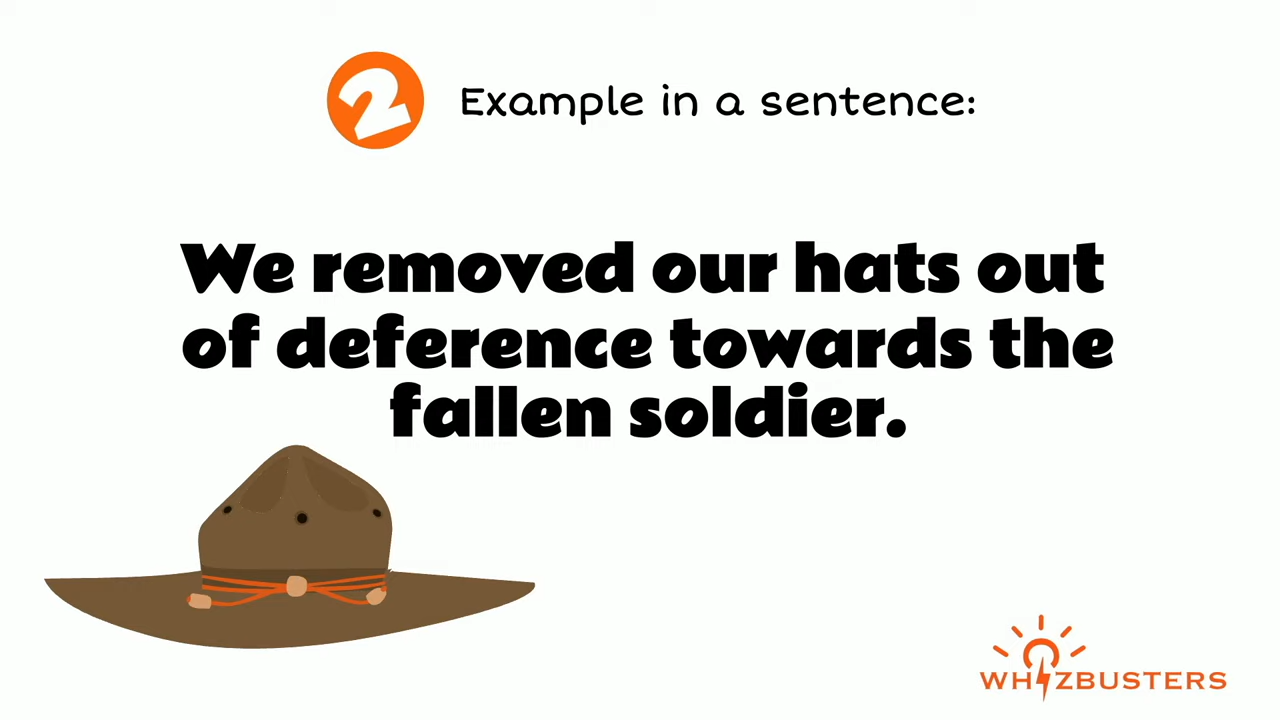 2 Example in a sentence:
We removed our hats out
of deference towards the
fallen soldier.
WHIZBUSTERS